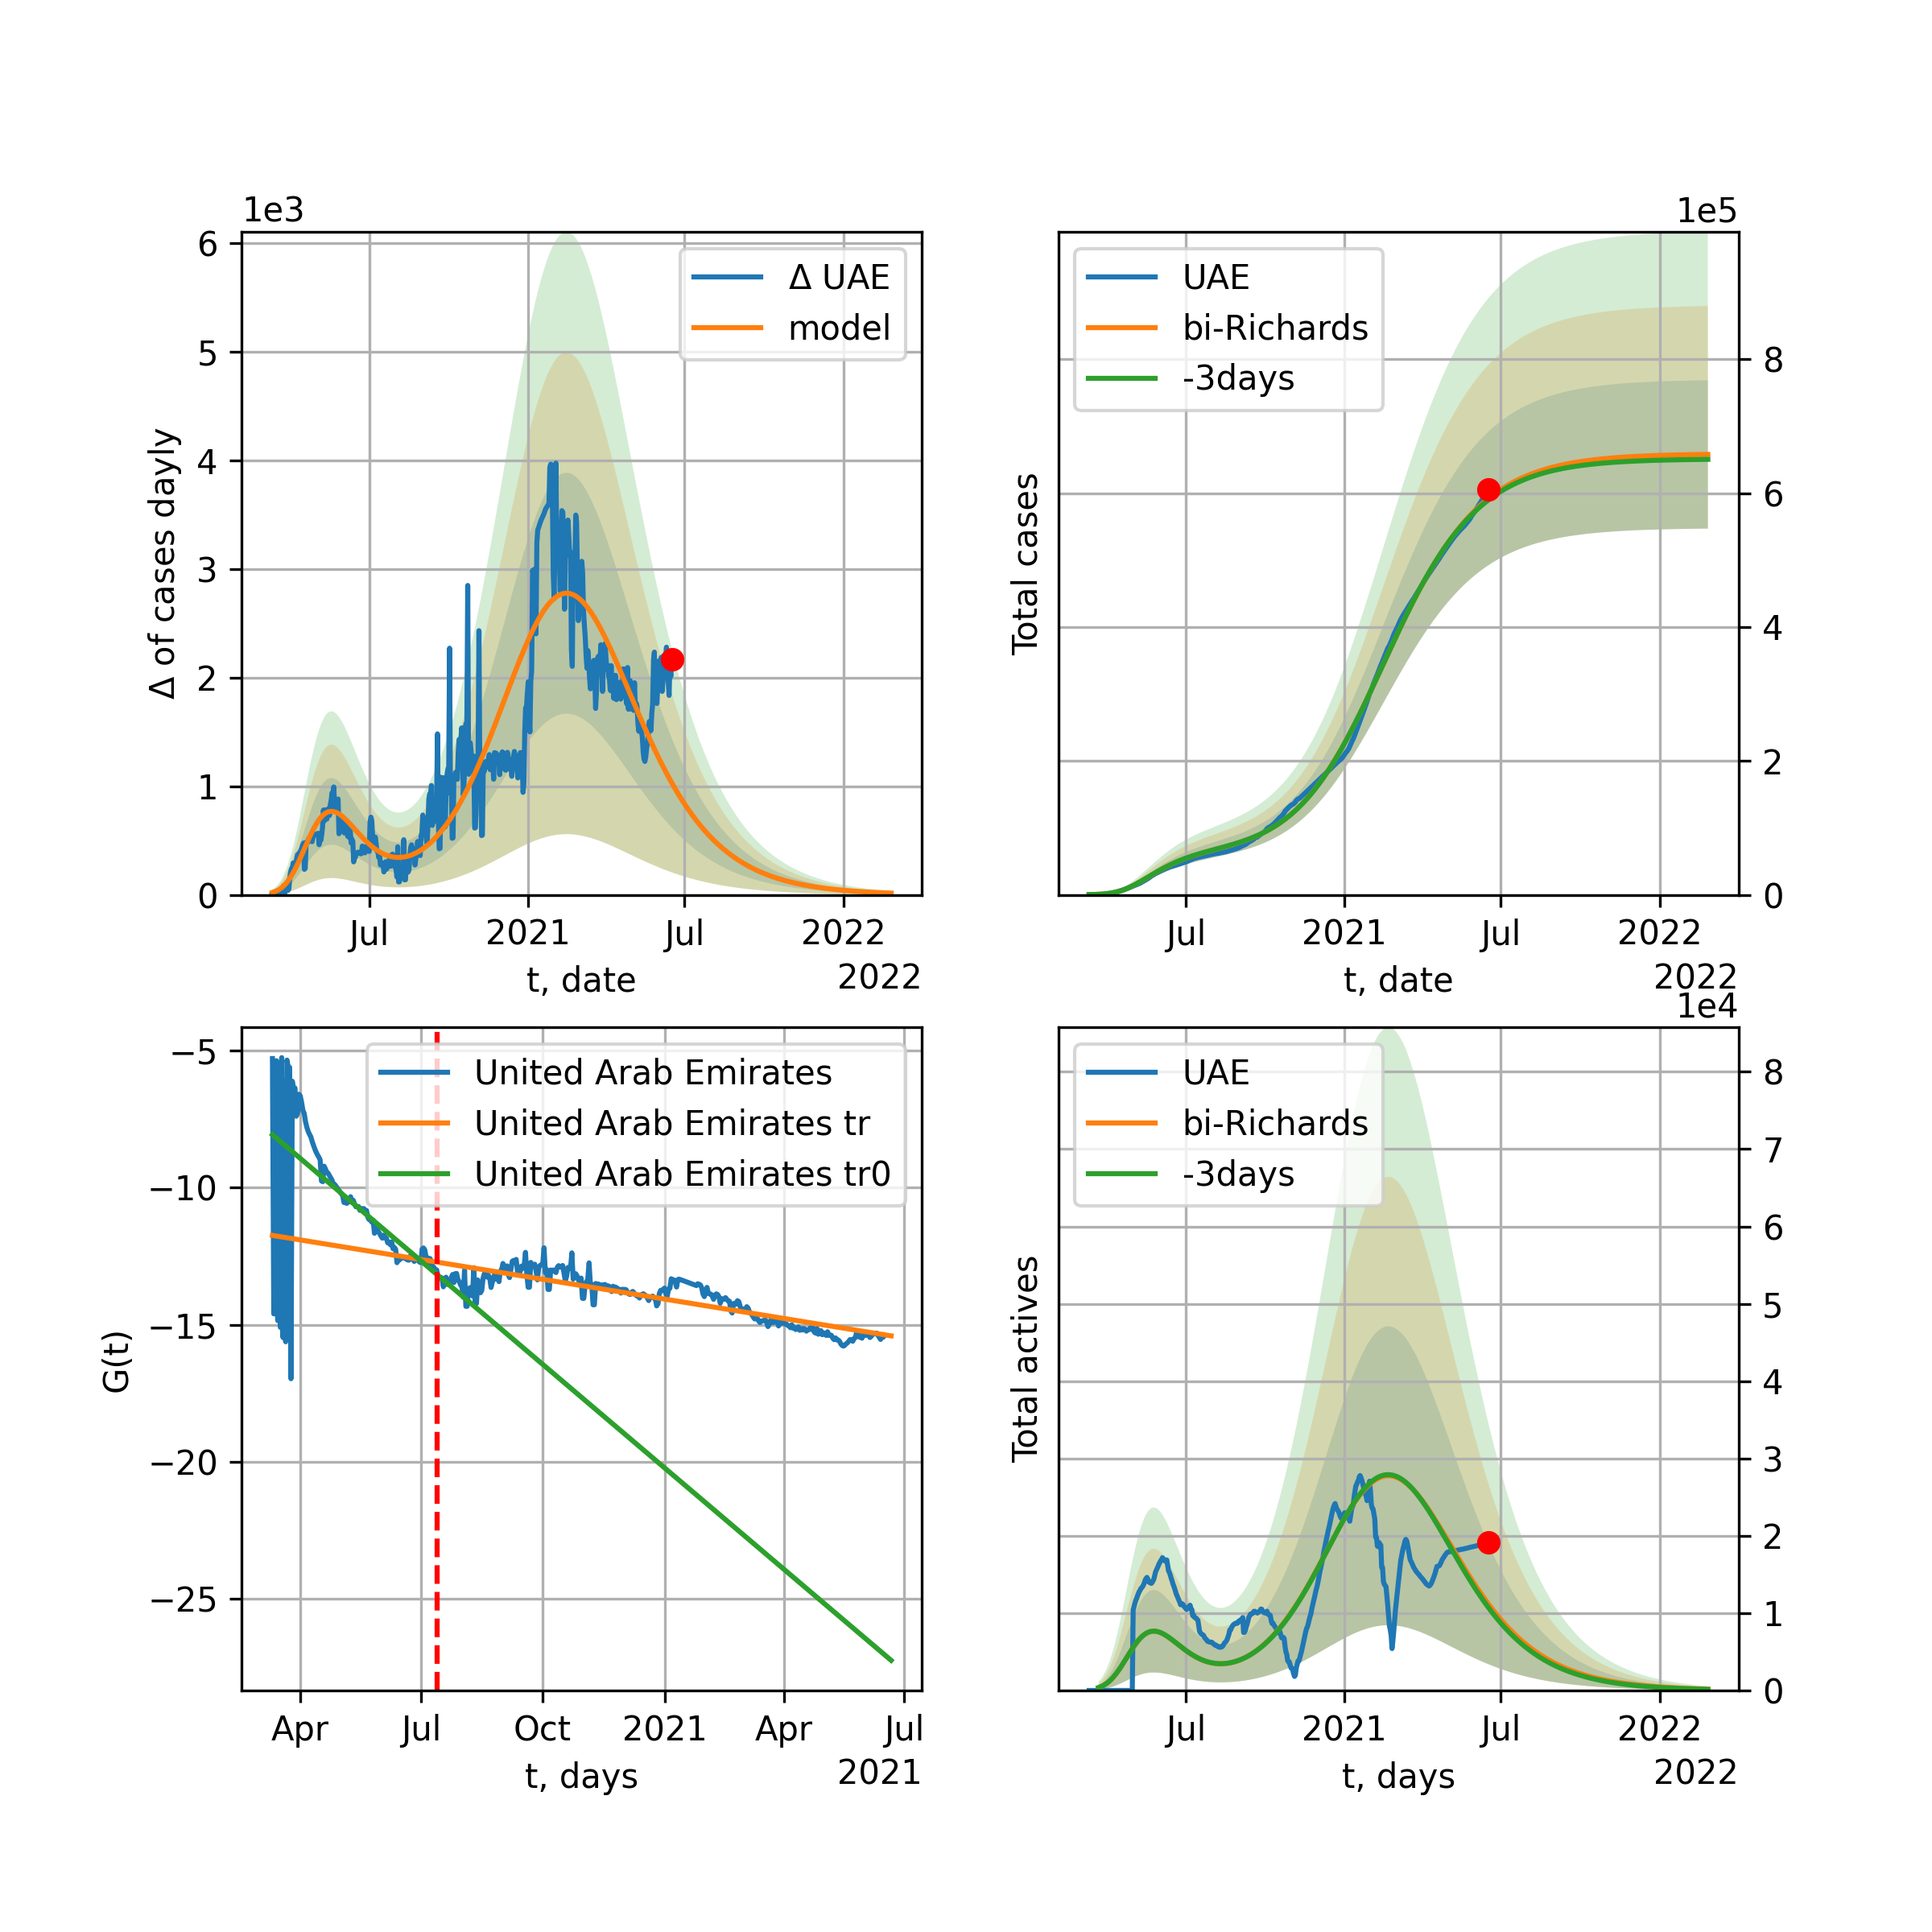 1e3
6
5
4
3
2
1
0
Δ of cases dayly
Δ UAE
model
Jul
2021
Jul
2022
t, date
2022
1e5
UAE
bi-Richards
-3days
Total cases
8
6
4
2
0
Jul
2021
Jul
2022
t, date
2022
−5
−10
−15
−20
−25
G(t)
United Arab Emirates
United Arab Emirates tr
United Arab Emirates tr0
Apr
Jul
Oct
2021
Apr
Jul
t, days
2021
1e4
UAE
bi-Richards
-3days
Total actives
8
7
6
5
4
3
2
1
0
Jul
2021
Jul
2022
t, days
2022